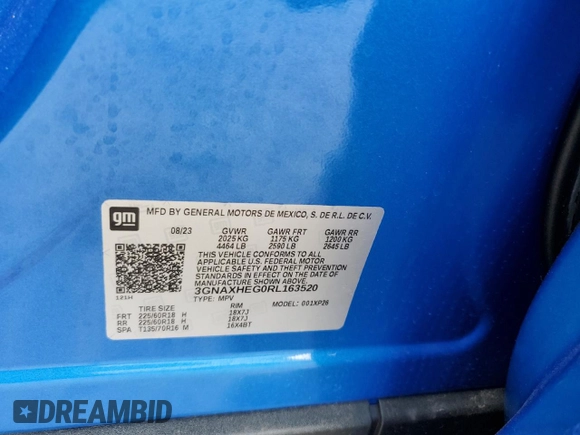 gm
MFD BY GENERAL MOTORS DE MEXICO, S. DE R.L. DE C.V.
08/23 GVWR GAWR FRT GAWR RR
2025 KG 1175 KG 1200 KG
4464 LB 2590 LB 2645 LB
THIS VEHICLE CONFORMS TO ALL
APPLICABLE U.S. FEDERAL MOTOR
VEHICLE SAFETY AND THEFT PREVENTION
STANDARDS IN EFFECT ON THE DATE OF
MANUFACTURE SHOWN ABOVE.
3GNAXHEG0RL163520
121H
TYPE: MPV MODEL: 001XP26
TIRE SIZE RIM
FRT 225/60R18 H 18X7J
RR 225/60R18 H 18X7J
SPA T135/70R16 M 16X4BT
DREAMBID